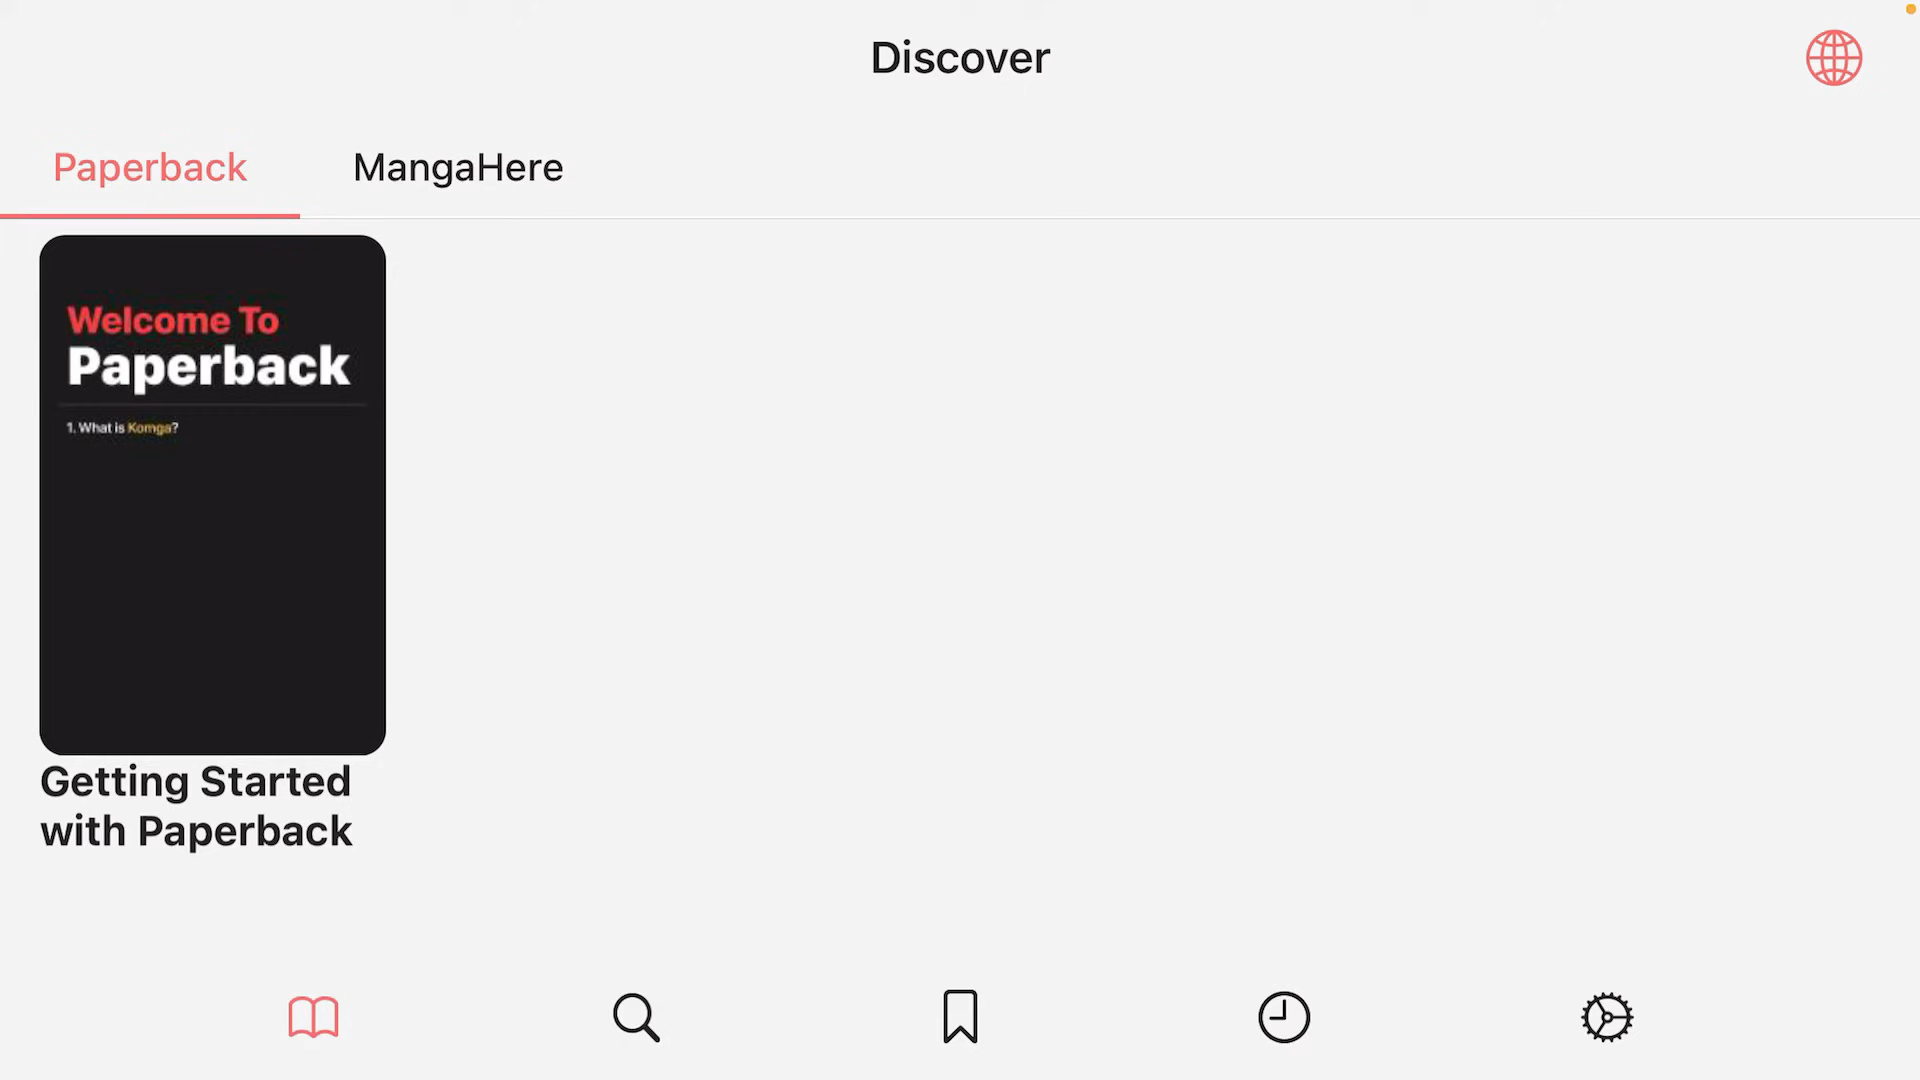 Discover
Paperback
MangaHere
Welcome To
Paperback
1. What is Komga?
Getting Started
with Paperback